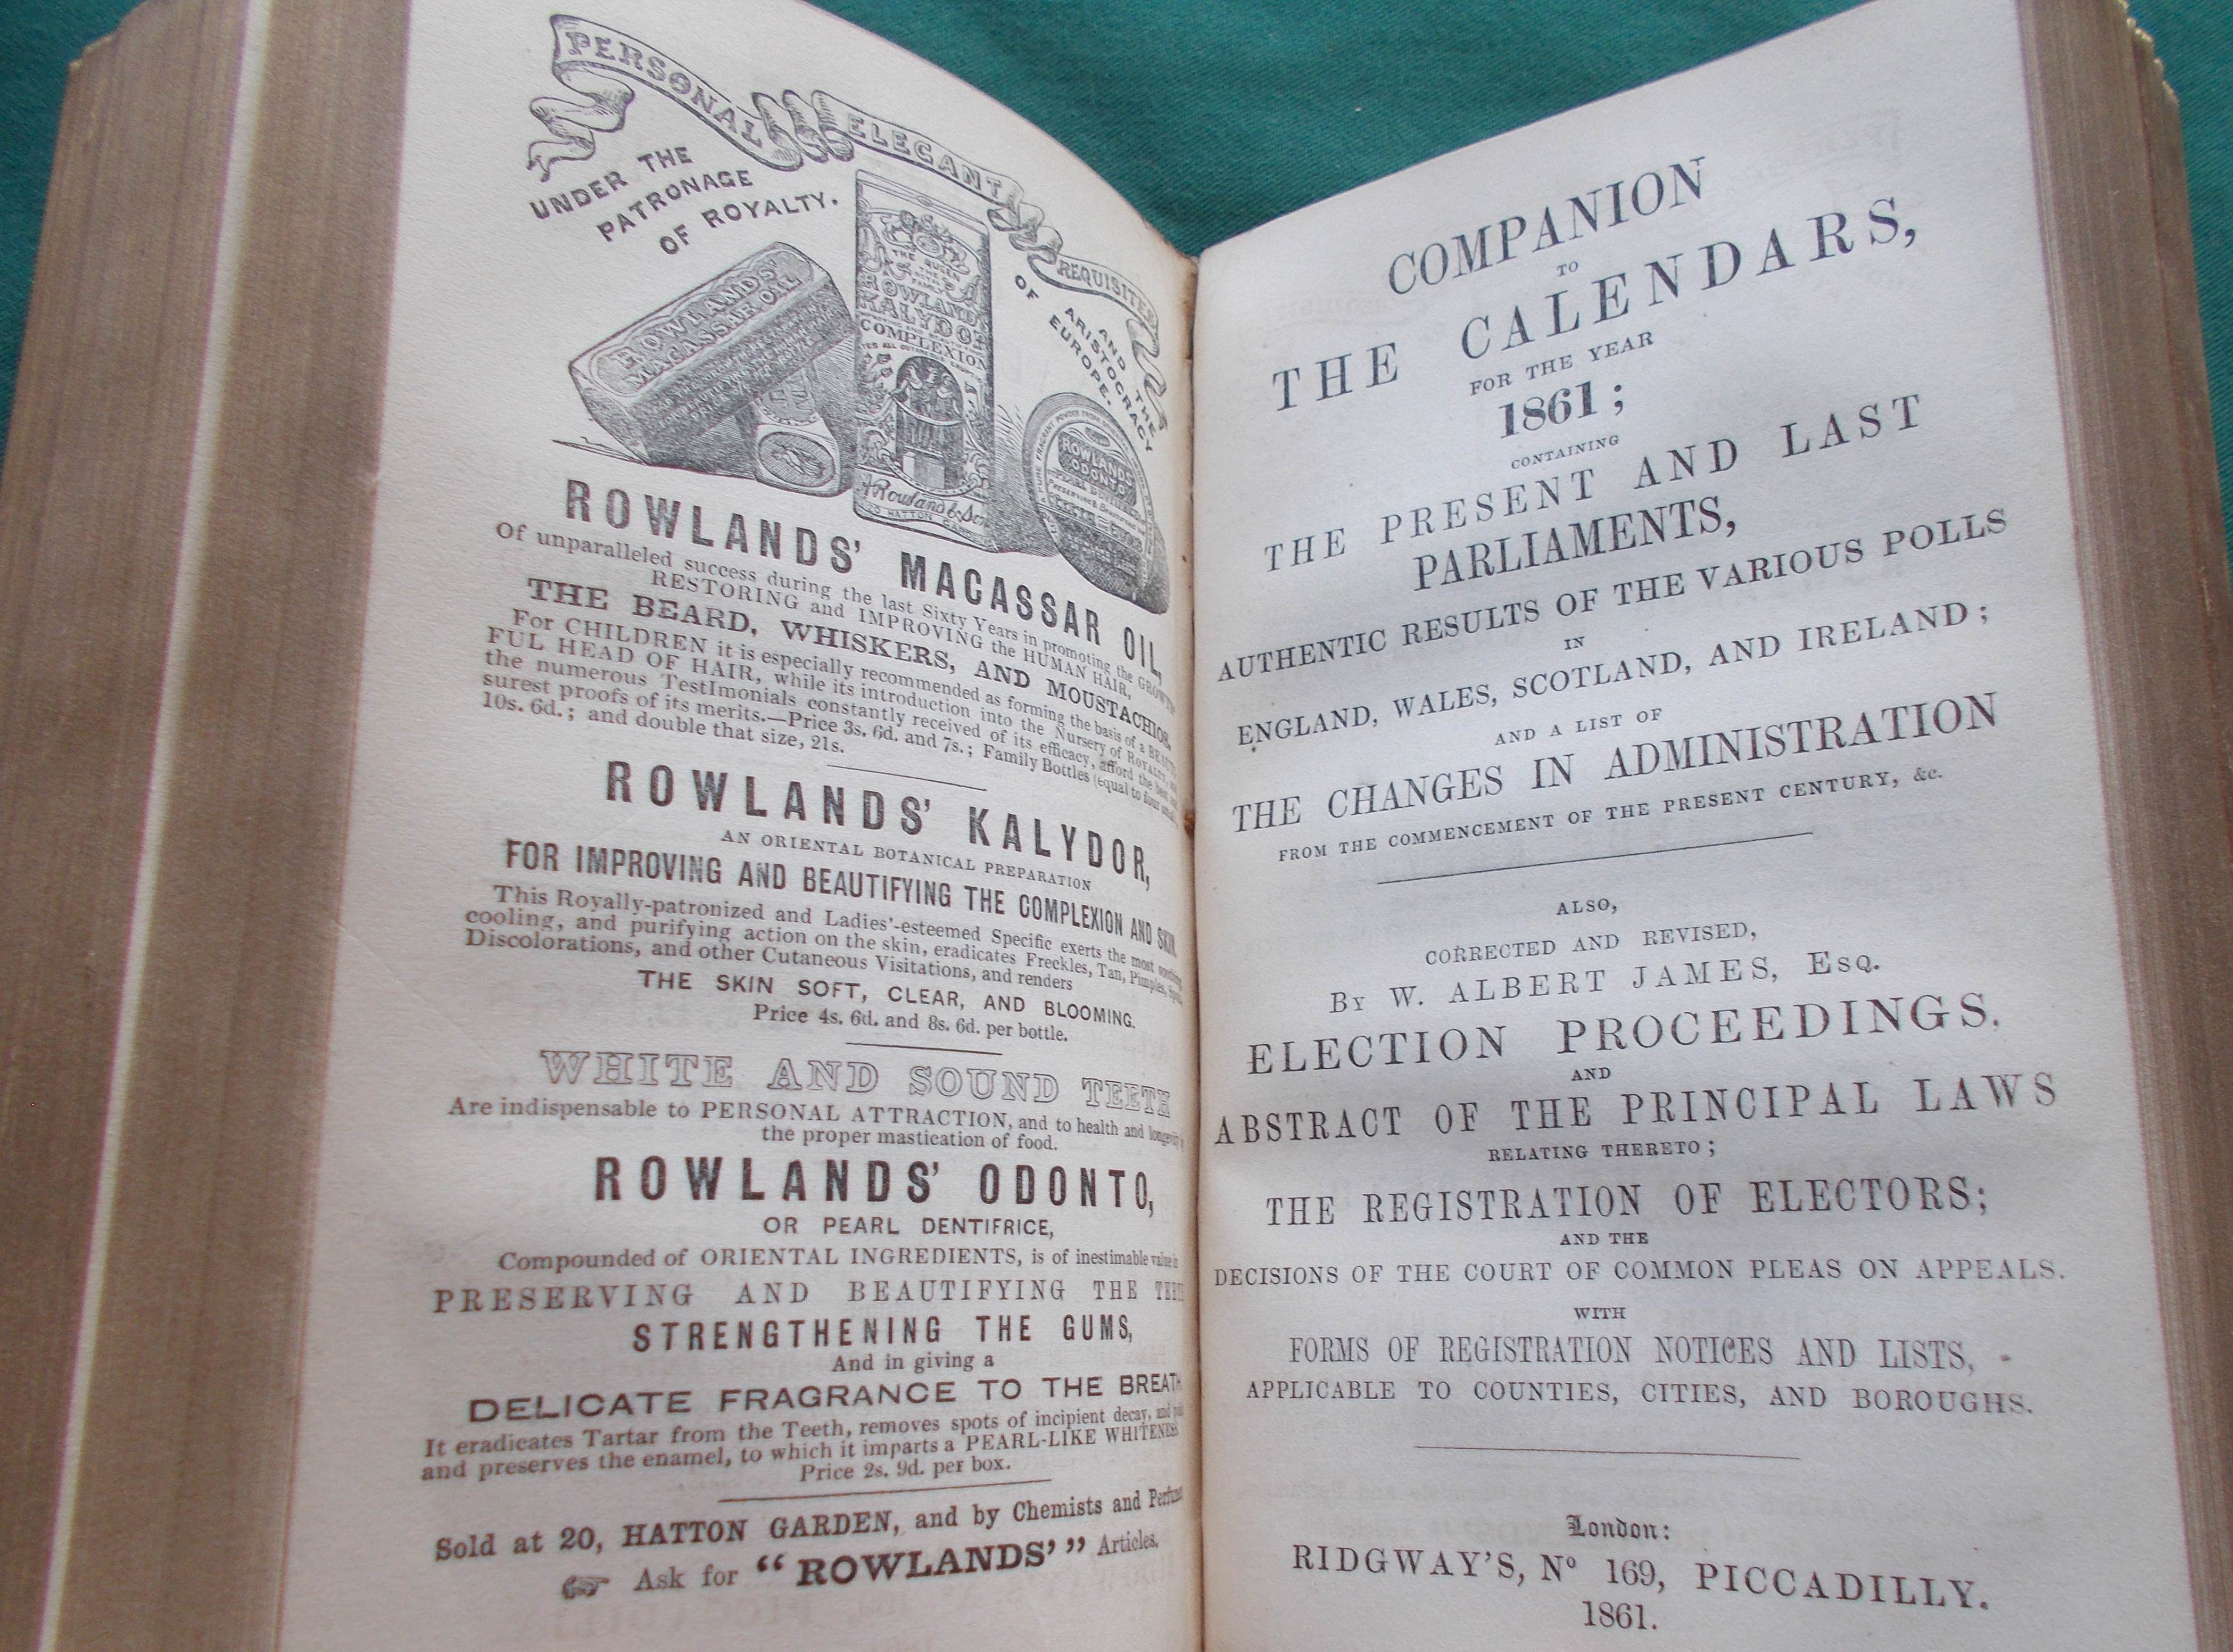 PERSONAL ELEGANT REQUISITES
UNDER THE
PATRONAGE
OF ROYALTY.
AND THE
ARISTOCRACY
OF EUROPE.
ROWLANDS'
MACASSAR OIL
THE QUEEN
FAMILY
ROWLANDS
KALYDOR
COMPLEXION
A Rowland & Son
20 HATTON GARD
ROWLANDS
ODONTO
ROWLANDS' MACASSAR OIL,
Of unparalleled success during the last Sixty Years in promoting the GROWTH
RESTORING and IMPROVING the HUMAN HAIR,
THE BEARD, WHISKERS, AND MOUSTACHIOS.
For CHILDREN it is especially recommended as forming the basis of a BEAUTI-
FUL HEAD OF HAIR, while its introduction into the Nursery of ROYALTY, and
the numerous TestImonials constantly received of its efficacy, afford the best and
surest proofs of its merits.—Price 3s. 6d. and 7s.; Family Bottles (equal to four small)
10s. 6d.; and double that size, 21s.
ROWLANDS' KALYDOR,
AN ORIENTAL BOTANICAL PREPARATION
FOR IMPROVING AND BEAUTIFYING THE COMPLEXION AND SKIN.
This Royally-patronized and Ladies'-esteemed Specific exerts the most soothing,
cooling, and purifying action on the skin, eradicates Freckles, Tan, Pimples,
Discolorations, and other Cutaneous Visitations, and renders
THE SKIN SOFT, CLEAR, AND BLOOMING.
Price 4s. 6d. and 8s. 6d. per bottle.
WHITE AND SOUND TEETH
Are indispensable to PERSONAL ATTRACTION, and to health and longevity
the proper mastication of food.
ROWLANDS' ODONTO,
OR PEARL DENTIFRICE,
Compounded of ORIENTAL INGREDIENTS, is of inestimable value in
PRESERVING AND BEAUTIFYING THE TEETH
STRENGTHENING THE GUMS,
And in giving a
DELICATE FRAGRANCE TO THE BREATH
It eradicates Tartar from the Teeth, removes spots of incipient decay, and
and preserves the enamel, to which it imparts a PEARL-LIKE WHITENESS
Price 2s. 9d. per box.
Sold at 20, HATTON GARDEN, and by Chemists and
Ask for "ROWLANDS'" Articles.
COMPANION
TO
THE CALENDARS,
FOR THE YEAR
1861;
CONTAINING
THE PRESENT AND LAST
PARLIAMENTS,
AUTHENTIC RESULTS OF THE VARIOUS POLLS
IN
ENGLAND, WALES, SCOTLAND, AND IRELAND;
AND A LIST OF
THE CHANGES IN ADMINISTRATION
FROM THE COMMENCEMENT OF THE PRESENT CENTURY, &c.
ALSO,
CORRECTED AND REVISED,
BY W. ALBERT JAMES, ESQ.
ELECTION PROCEEDINGS.
AND
ABSTRACT OF THE PRINCIPAL LAWS
RELATING THERETO;
THE REGISTRATION OF ELECTORS;
AND THE
DECISIONS OF THE COURT OF COMMON PLEAS ON APPEALS.
WITH
FORMS OF REGISTRATION NOTICES AND LISTS,
APPLICABLE TO COUNTIES, CITIES, AND BOROUGHS.
London:
RIDGWAY'S, Nº 169, PICCADILLY.
1861.